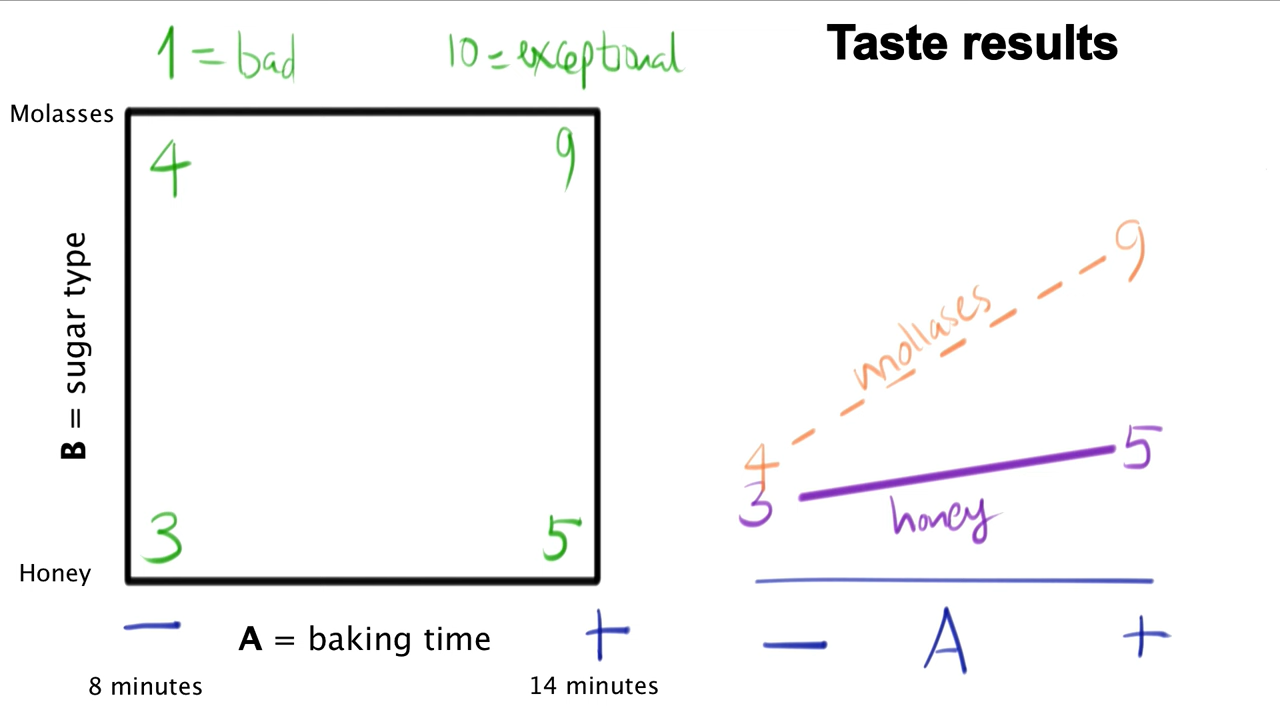 Taste results
1 = bad
10 = exceptional
Molasses
4
9
B = sugar type
3
5
Honey
−
A = baking time
+
8 minutes
14 minutes
9
mollases
4
5
3
honey
− A +